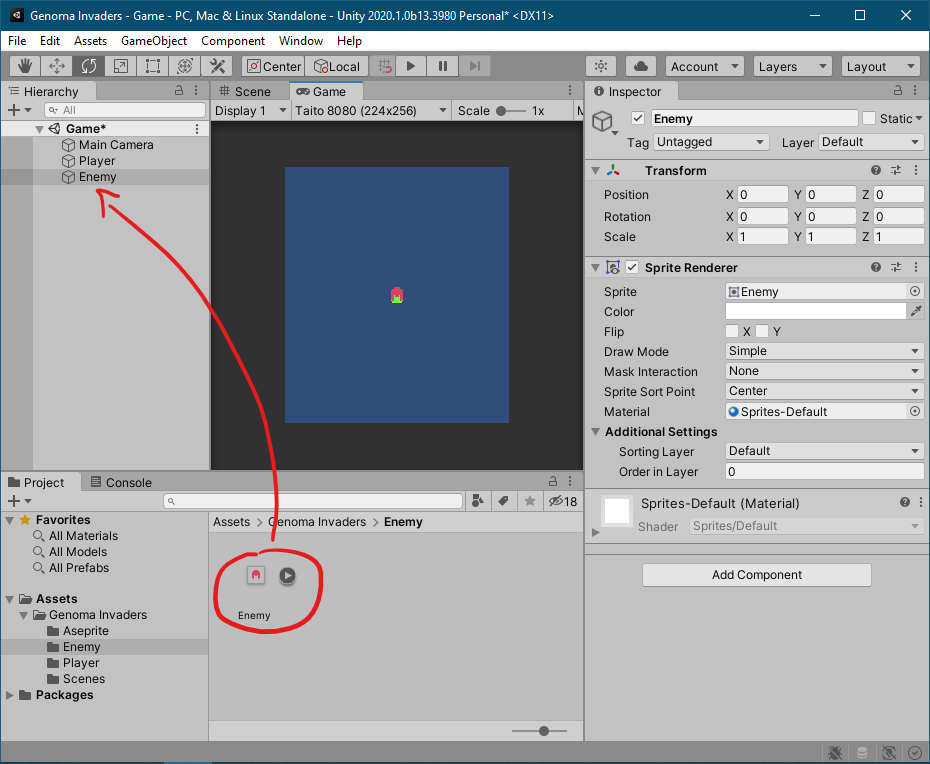 Genoma Invaders - Game - PC, Mac & Linux Standalone - Unity 2020.1.0b13.3980 Personal* <DX11>
File Edit Assets GameObject Component Window Help
Center Local Account Layers Layout
Hierarchy
All
Game*
Main Camera
Player
Enemy
Scene Game
Display 1 Taito 8080 (224x256) Scale 1x M
Inspector
Enemy Static
Tag Untagged Layer Default
Transform
Position X 0 Y 0 Z 0
Rotation X 0 Y 0 Z 0
Scale X 1 Y 1 Z 1
Sprite Renderer
Sprite Enemy
Color
Flip X Y
Draw Mode Simple
Mask Interaction None
Sprite Sort Point Center
Material Sprites-Default
Additional Settings
Sorting Layer Default
Order in Layer 0
Sprites-Default (Material)
Shader Sprites/Default
Add Component
Project Console
18
Favorites
All Materials
All Models
All Prefabs
Assets
Genoma Invaders
Aseprite
Enemy
Player
Scenes
Packages
Assets > Genoma Invaders > Enemy
Enemy